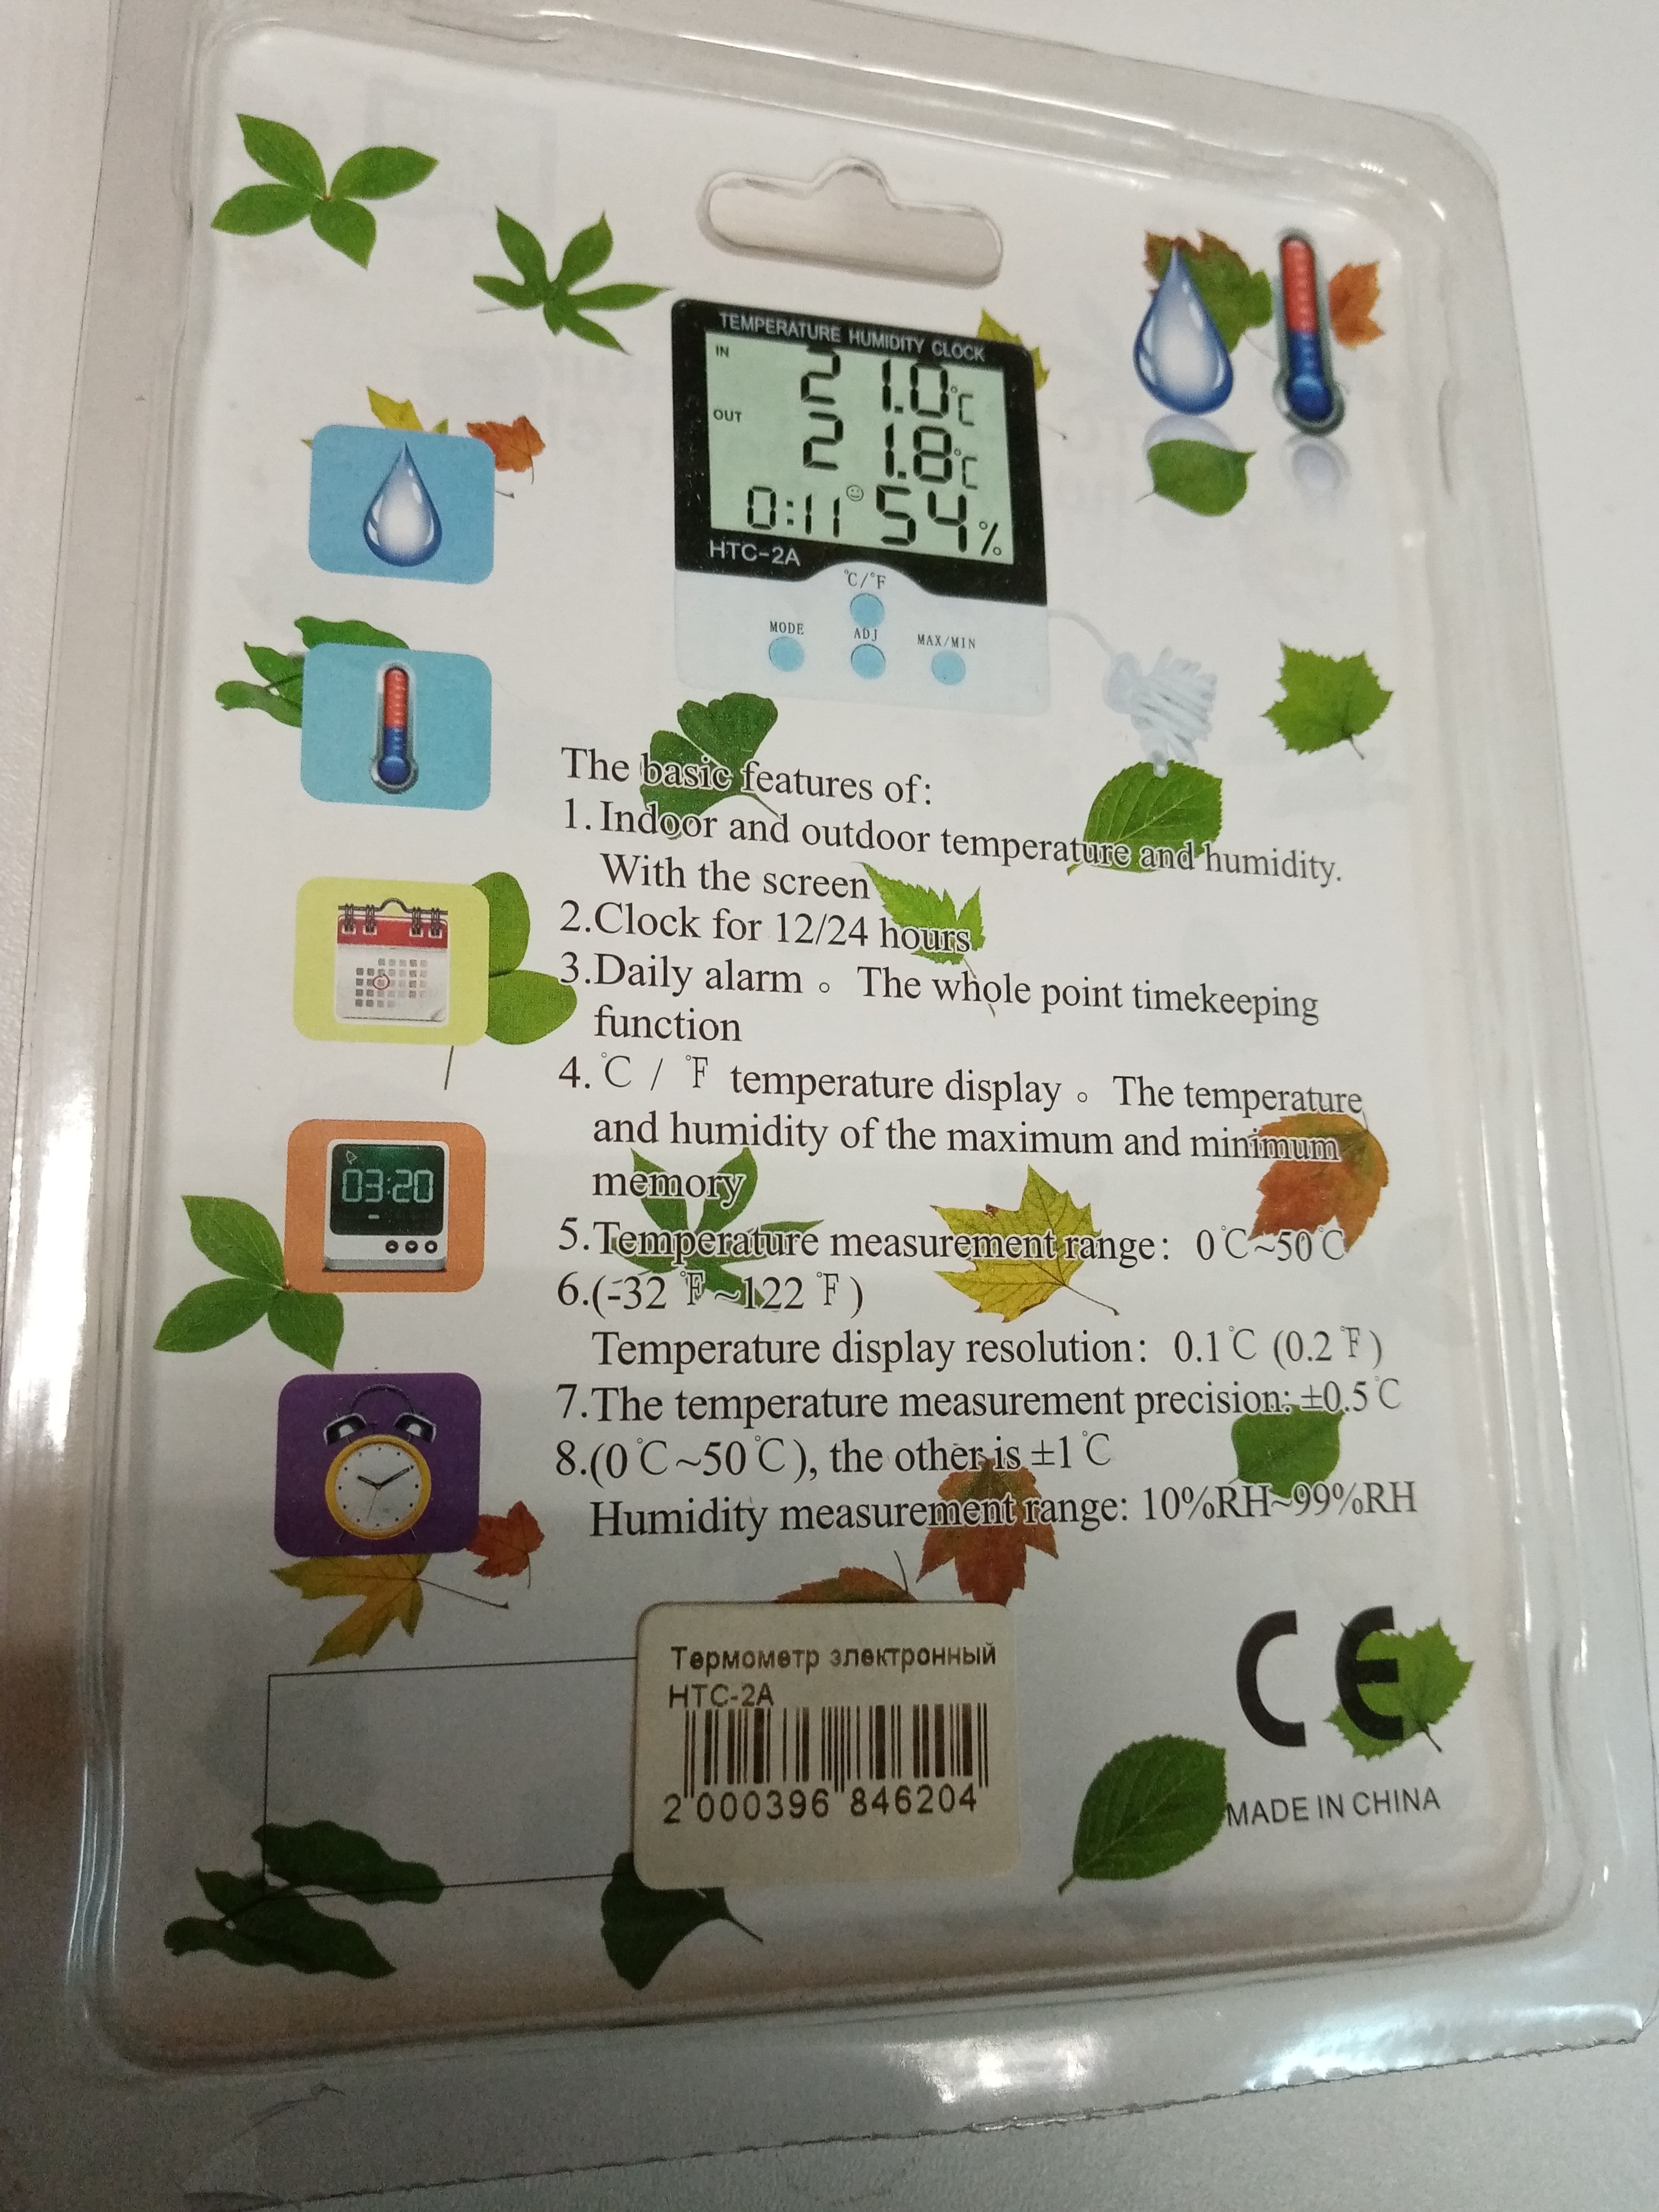 TEMPERATURE HUMIDITY CLOCK
IN
21.0℃
OUT
21.8℃
0:11 54%
HTC-2A
℃/℉
MODE
ADJ
MAX/MIN
The basic features of:
1. Indoor and outdoor temperature and humidity.
With the screen
2.Clock for 12/24 hours
3.Daily alarm 。 The whole point timekeeping
function
4. ℃ / ℉ temperature display 。 The temperature
and humidity of the maximum and minimum
memory
5.Temperature measurement range: 0℃~50℃
6.(-32 ℉ ~122 ℉ )
03:20
Temperature display resolution: 0.1℃ (0.2 ℉ )
7.The temperature measurement precision: ±0.5℃
8.(0℃~50℃), the other is ±1℃
Humidity measurement range: 10%RH~99%RH
Термометр электронный
HTC-2A
2 000396 846204
CE
MADE IN CHINA